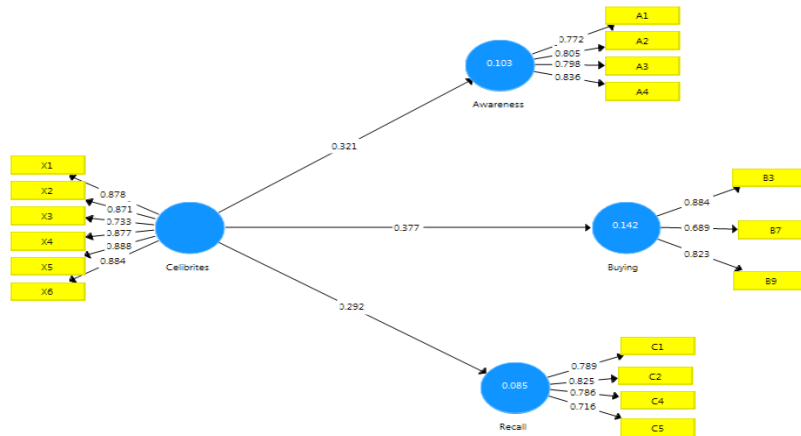 A1
0.772
A2
0.805
0.103
0.798
A3
0.836
A4
Awareness
0.321
X1
0.878
X2
0.871
X3
0.733
X4
0.877
X5
0.888
X6
0.884
Celibrites
0.377
B3
0.884
0.142
0.689
B7
0.823
B9
Buying
0.292
C1
0.789
C2
0.825
0.085
0.786
C4
0.716
C5
Recall